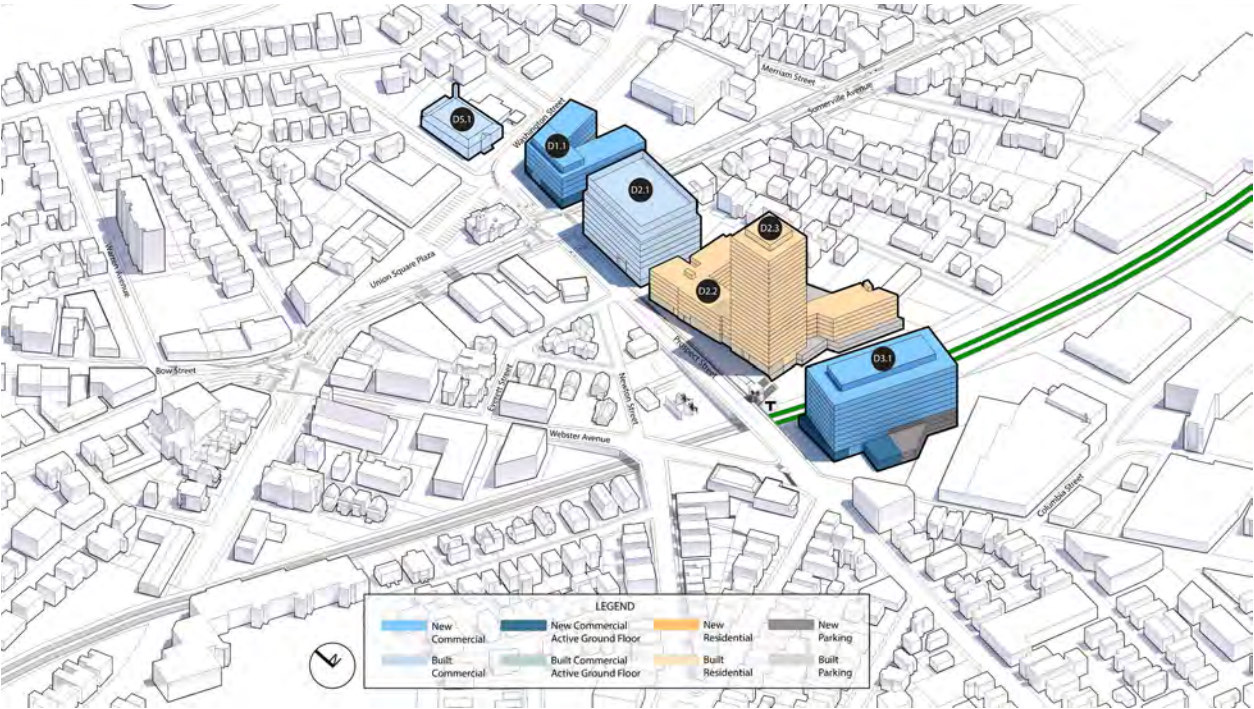 Merriam Street
Somerville Avenue
D5.1
Washington Street
D1.1
D2.1
D2.3
Warren Avenue
Union Square Plaza
D2.2
Prospect Street
D3.1
Bow Street
Everett Street
Newton Street
T
Webster Avenue
Columbia Street
LEGEND
New
Commercial
New Commercial
Active Ground Floor
New
Residential
New
Parking
Built
Commercial
Built Commercial
Active Ground Floor
Built
Residential
Built
Parking